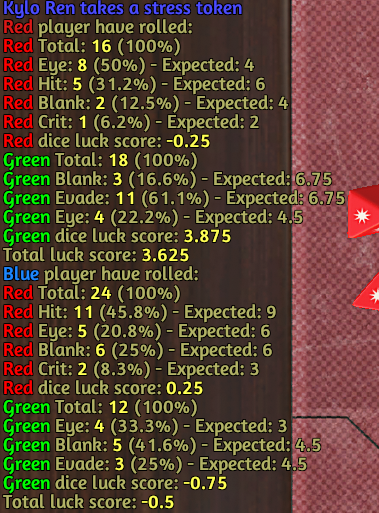 Kylo Ren takes a stress token
Red player have rolled:
Red Total: 16 (100%)
Red Eye: 8 (50%) - Expected: 4
Red Hit: 5 (31.2%) - Expected: 6
Red Blank: 2 (12.5%) - Expected: 4
Red Crit: 1 (6.2%) - Expected: 2
Red dice luck score: -0.25
Green Total: 18 (100%)
Green Blank: 3 (16.6%) - Expected: 6.75
Green Evade: 11 (61.1%) - Expected: 6.75
Green Eye: 4 (22.2%) - Expected: 4.5
Green dice luck score: 3.875
Total luck score: 3.625
Blue player have rolled:
Red Total: 24 (100%)
Red Hit: 11 (45.8%) - Expected: 9
Red Eye: 5 (20.8%) - Expected: 6
Red Blank: 6 (25%) - Expected: 6
Red Crit: 2 (8.3%) - Expected: 3
Red dice luck score: 0.25
Green Total: 12 (100%)
Green Eye: 4 (33.3%) - Expected: 3
Green Blank: 5 (41.6%) - Expected: 4.5
Green Evade: 3 (25%) - Expected: 4.5
Green dice luck score: -0.75
Total luck score: -0.5